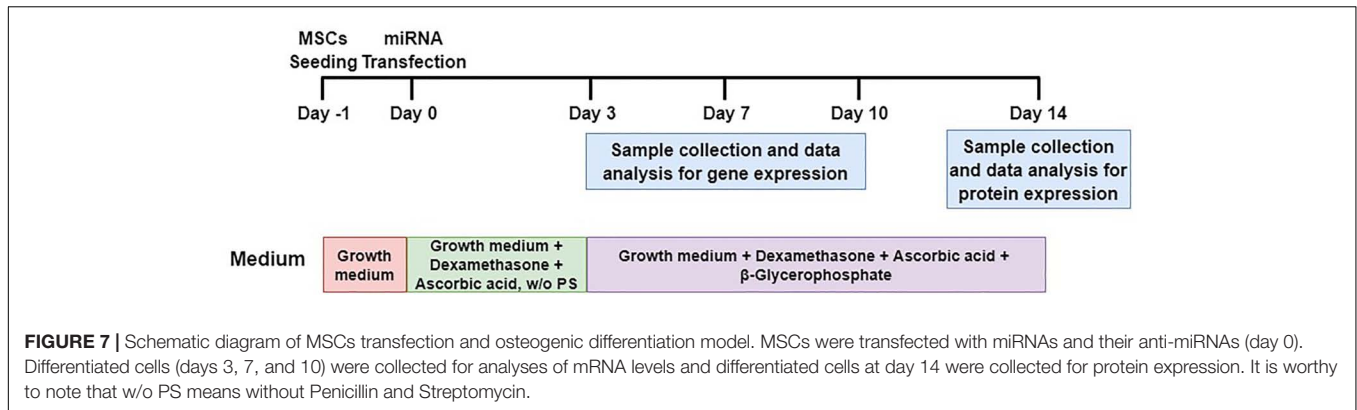 MSCs miRNA
Seeding Transfection
Day -1 Day 0 Day 3 Day 7 Day 10 Day 14
Sample collection and data
analysis for gene expression
Sample collection
and data analysis for
protein expression
Medium
Growth
medium
Growth medium +
Dexamethasone +
Ascorbic acid, w/o PS
Growth medium + Dexamethasone + Ascorbic acid +
β-Glycerophosphate
FIGURE 7 | Schematic diagram of MSCs transfection and osteogenic differentiation model. MSCs were transfected with miRNAs and their anti-miRNAs (day 0).
Differentiated cells (days 3, 7, and 10) were collected for analyses of mRNA levels and differentiated cells at day 14 were collected for protein expression. It is worthy
to note that w/o PS means without Penicillin and Streptomycin.